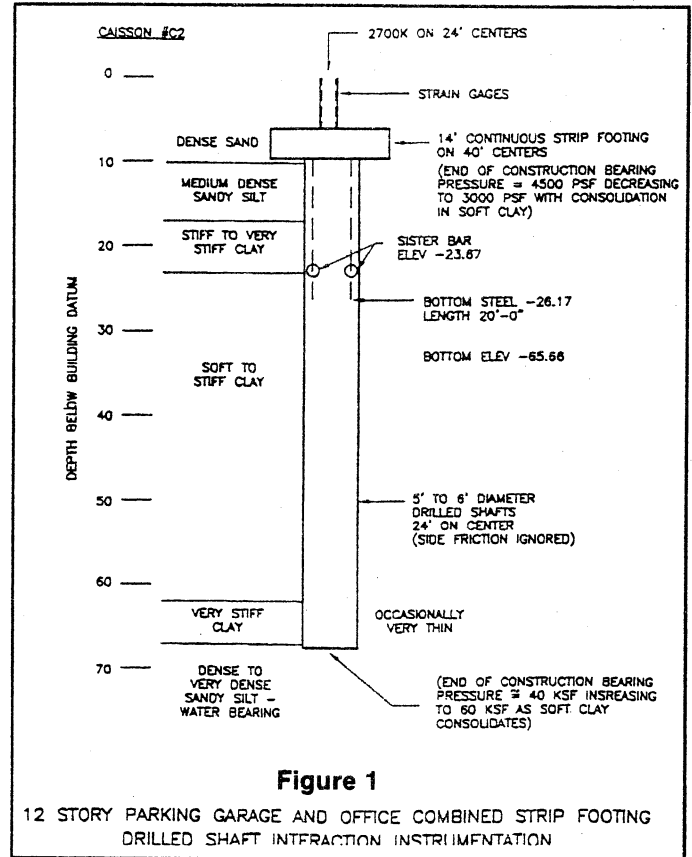 CAISSON #C2
2700K ON 24' CENTERS
0
STRAIN GAGES
DENSE SAND
14' CONTINUOUS STRIP FOOTING
ON 40' CENTERS
(END OF CONSTRUCTION BEARING
PRESSURE = 4500 PSF DECREASING
TO 3000 PSF WITH CONSOLIDATION
IN SOFT CLAY)
10
MEDIUM DENSE
SANDY SILT
STIFF TO VERY
STIFF CLAY
20
SISTER BAR
ELEV -23.67
BOTTOM STEEL -26.17
LENGTH 20'-0"
30
BOTTOM ELEV -65.66
SOFT TO
STIFF CLAY
DEPTH BELOW BUILDING DATUM
40
50
5' TO 6' DIAMETER
DRILLED SHAFTS
24' ON CENTER
(SIDE FRICTION IGNORED)
60
VERY STIFF
CLAY
OCCASIONALLY
VERY THIN
70
DENSE TO
VERY DENSE
SANDY SILT -
WATER BEARING
(END OF CONSTRUCTION BEARING
PRESSURE ≅ 40 KSF INSREASING
TO 60 KSF AS SOFT CLAY
CONSOLIDATES)
Figure 1
12 STORY PARKING GARAGE AND OFFICE COMBINED STRIP FOOTING
DRILLED SHAFT INTERACTION INSTRUMENTATION